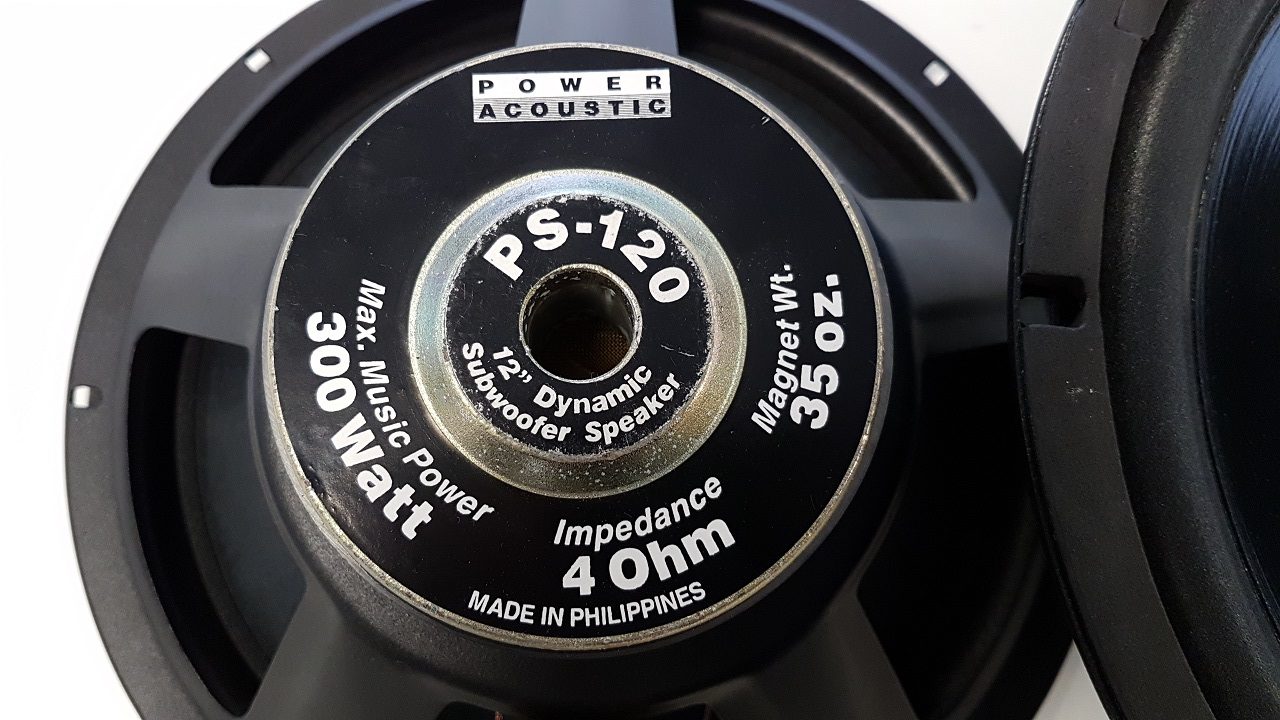 POWER
ACOUSTIC
PS-120
12” Dynamic
Subwoofer Speaker
Max. Music Power
300 Watt
Impedance
4 Ohm
Magnet Wt.
35 oz.
MADE IN PHILIPPINES